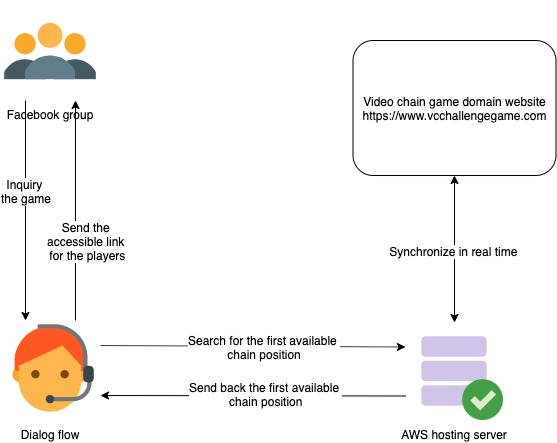 Facebook group
Inquiry
the game
Send the
accessible link
for the players
Video chain game domain website
https://www.vcchallengegame.com
Synchronize in real time
Search for the first available
chain position
Send back the first available
chain position
Dialog flow
AWS hosting server